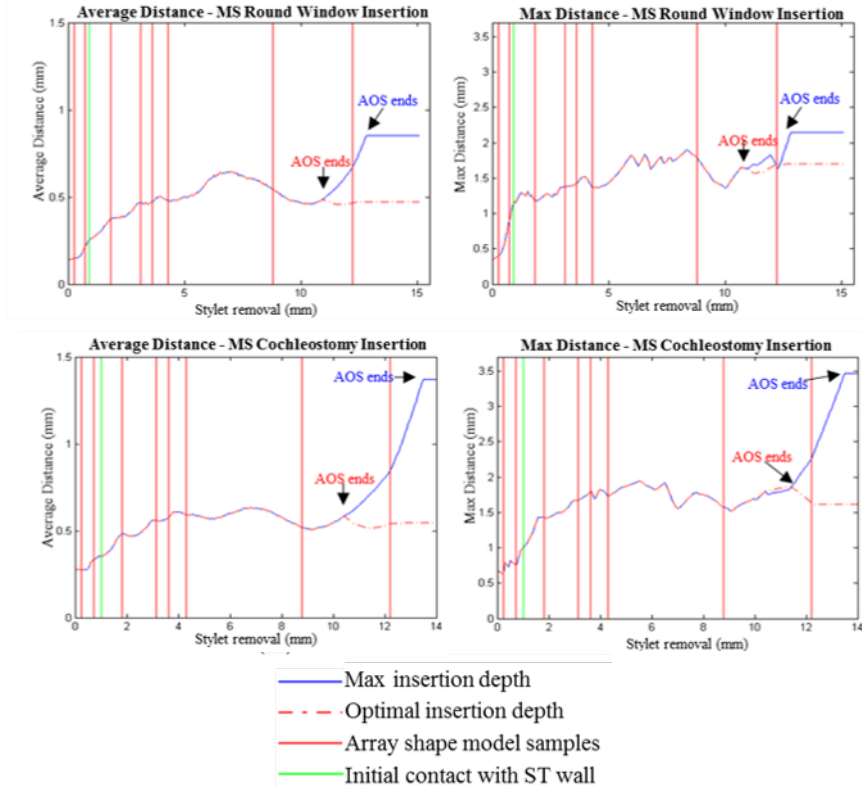 Average Distance - MS Round Window Insertion
Average Distance (mm)
1.5
1
0.5
0
0
5
10
15
AOS ends
AOS ends
Stylet removal (mm)
Max Distance - MS Round Window Insertion
Max Distance (mm)
3.5
3
2.5
2
1.5
1
0.5
0
0
5
10
15
AOS ends
AOS ends
Stylet removal (mm)
Average Distance - MS Cochleostomy Insertion
Average Distance (mm)
1.5
1
0.5
0
0
2
4
6
8
10
12
14
AOS ends
AOS ends
Stylet removal (mm)
Max Distance - MS Cochleostomy Insertion
Max Distance (mm)
3.5
3
2.5
2
1.5
1
0.5
0
0
2
4
6
8
10
12
14
AOS ends
AOS ends
Stylet removal (mm)
Max insertion depth
Optimal insertion depth
Array shape model samples
Initial contact with ST wall